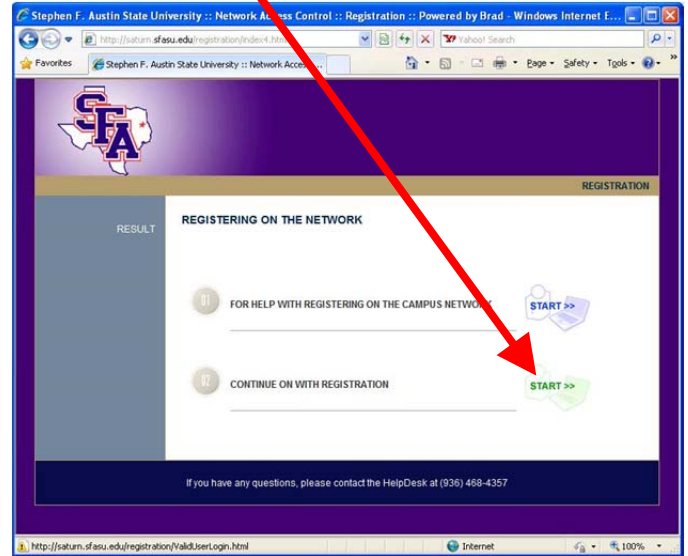 Stephen F. Austin State University :: Network Access Control :: Registration :: Powered by Brad - Windows Internet E...
http://saturn.sfasu.edu/registration/index4.html
Yahoo! Search
Favorites
Stephen F. Austin State University :: Network Access ...
Page
Safety
Tools
SFA
REGISTRATION
RESULT
REGISTERING ON THE NETWORK
01
FOR HELP WITH REGISTERING ON THE CAMPUS NETWORK
START >>
02
CONTINUE ON WITH REGISTRATION
START >>
If you have any questions, please contact the HelpDesk at (936) 468-4357
http://saturn.sfasu.edu/registration/ValidUserLogin.html
Internet
100%